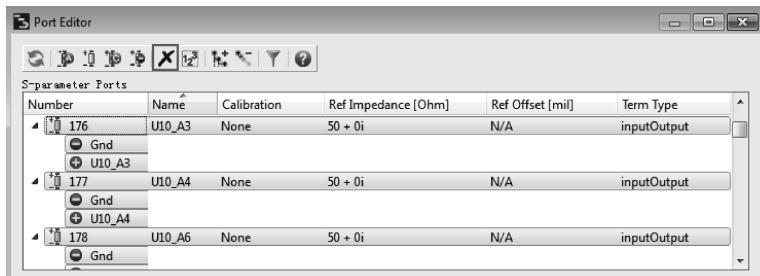 Port Editor
S-parameter Ports
Number Name Calibration Ref Impedance [Ohm] Ref Offset [mil] Term Type
176 U10_A3 None 50 + 0i N/A inputOutput
Gnd
U10_A3
177 U10_A4 None 50 + 0i N/A inputOutput
Gnd
U10_A4
178 U10_A6 None 50 + 0i N/A inputOutput
Gnd